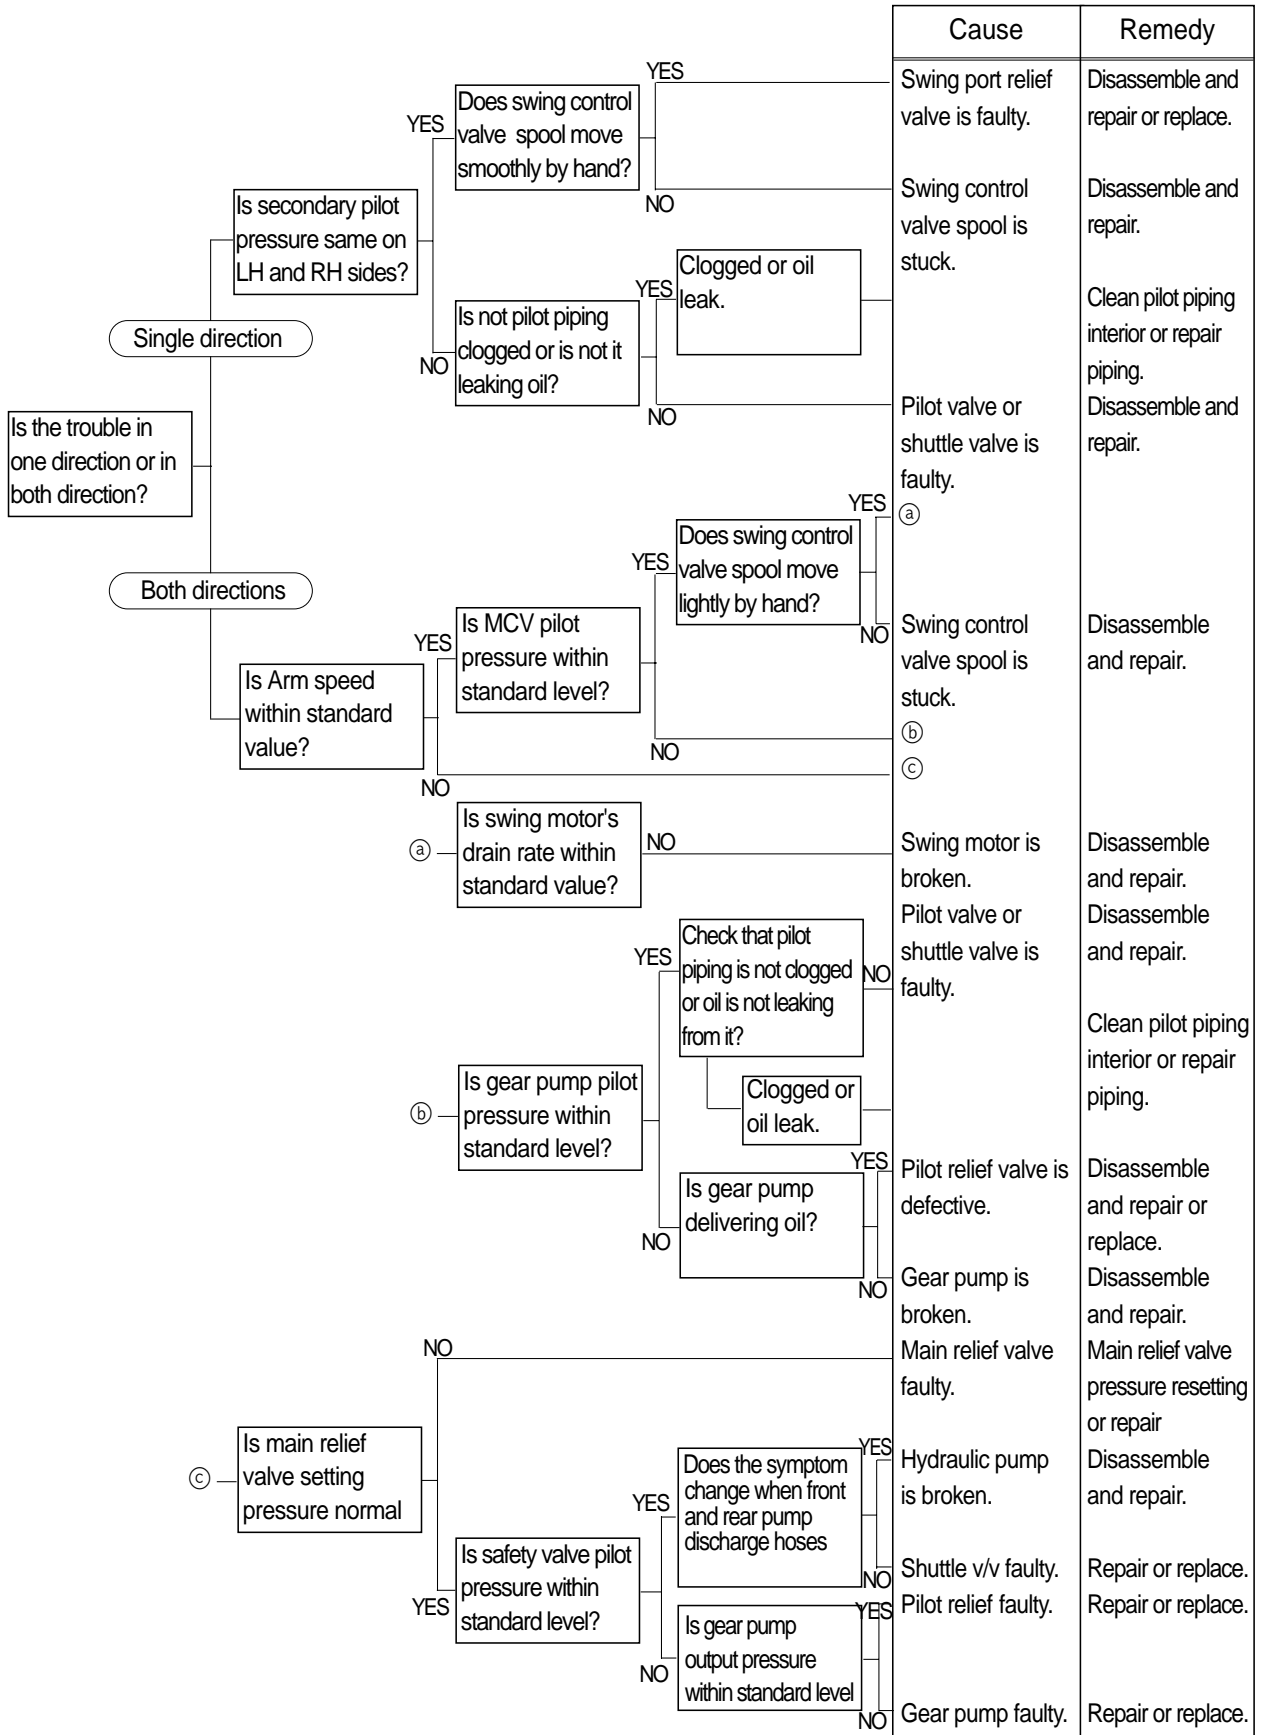 Cause
Remedy
Is the trouble in
one direction or in
both direction?
Single direction
Is secondary pilot
pressure same on
LH and RH sides?
YES
Does swing control
valve spool move
smoothly by hand?
YES
Swing port relief
valve is faulty.
Disassemble and
repair or replace.
NO
Swing control
valve spool is
stuck.
Disassemble and
repair.
NO
Is not pilot piping
clogged or is not it
leaking oil?
YES
Clogged or oil
leak.
Clean pilot piping
interior or repair
piping.
NO
Pilot valve or
shuttle valve is
faulty.
Disassemble and
repair.
Both directions
Is Arm speed
within standard
value?
YES
Is MCV pilot
pressure within
standard level?
YES
Does swing control
valve spool move
lightly by hand?
YES
ⓐ
NO
Swing control
valve spool is
stuck.
Disassemble
and repair.
NO
ⓑ
NO
ⓒ
ⓐ
Is swing motor's
drain rate within
standard value?
NO
Swing motor is
broken.
Disassemble
and repair.
ⓑ
Is gear pump pilot
pressure within
standard level?
YES
Check that pilot
piping is not clogged
or oil is not leaking
from it?
NO
Pilot valve or
shuttle valve is
faulty.
Disassemble
and repair.
Clogged or
oil leak.
Clean pilot piping
interior or repair
piping.
NO
Is gear pump
delivering oil?
YES
Pilot relief valve is
defective.
Disassemble
and repair or
replace.
NO
Gear pump is
broken.
Disassemble
and repair.
ⓒ
Is main relief
valve setting
pressure normal
NO
Main relief valve
faulty.
Main relief valve
pressure resetting
or repair
YES
Is safety valve pilot
pressure within
standard level?
YES
Does the symptom
change when front
and rear pump
discharge hoses
YES
Hydraulic pump
is broken.
Disassemble
and repair.
NO
Shuttle v/v faulty.
Repair or replace.
NO
Is gear pump
output pressure
within standard level
YES
Pilot relief faulty.
Repair or replace.
NO
Gear pump faulty.
Repair or replace.